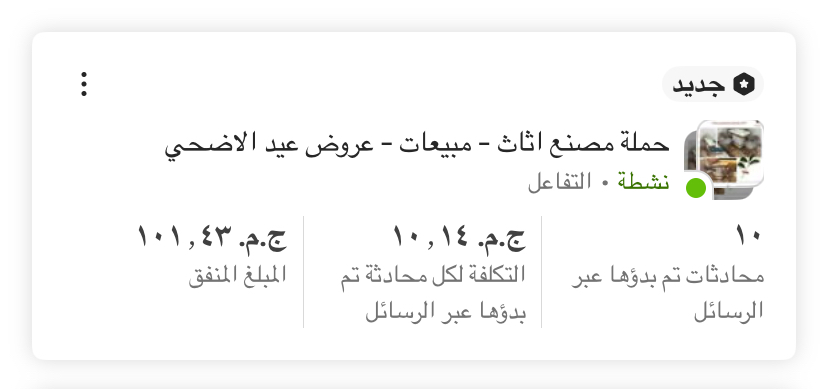 جديد
حملة مصنع اثاث - مبيعات - عروض عيد الاضحي
نشطة • التفاعل
١٠
محادثات تم بدؤها عبر
الرسائل
ج.م. ١٠,١٤
التكلفة لكل محادثة تم
بدؤها عبر الرسائل
ج.م. ١٠١,٤٣
المبلغ المنفق